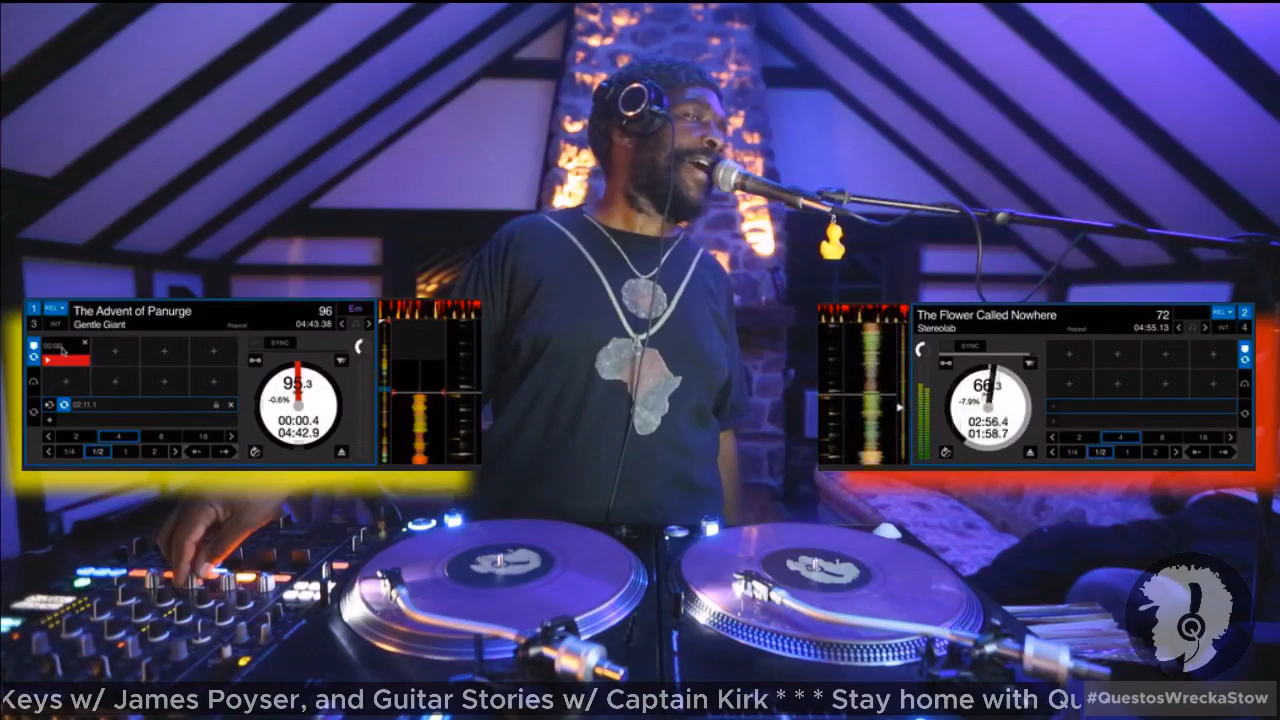 1 REL The Advent of Panurge 96 Em
3 INT Gentle Giant Repeat 04:43.38
SYNC
00:00
95.3
-0.6%
00:00.4
04:42.9
02:11.1
2 4 8 16
1/4 1/2 1 2
The Flower Called Nowhere 72 REL 2
Stereolab Repeat 04:55.13 INT 4
SYNC
66.3
-7.9%
02:56.4
01:58.7
2 4 8 16
1/4 1/2 1 2
Keys w/ James Poyser, and Guitar Stories w/ Captain Kirk * * * Stay home with Qu
#QuestosWreckaStow